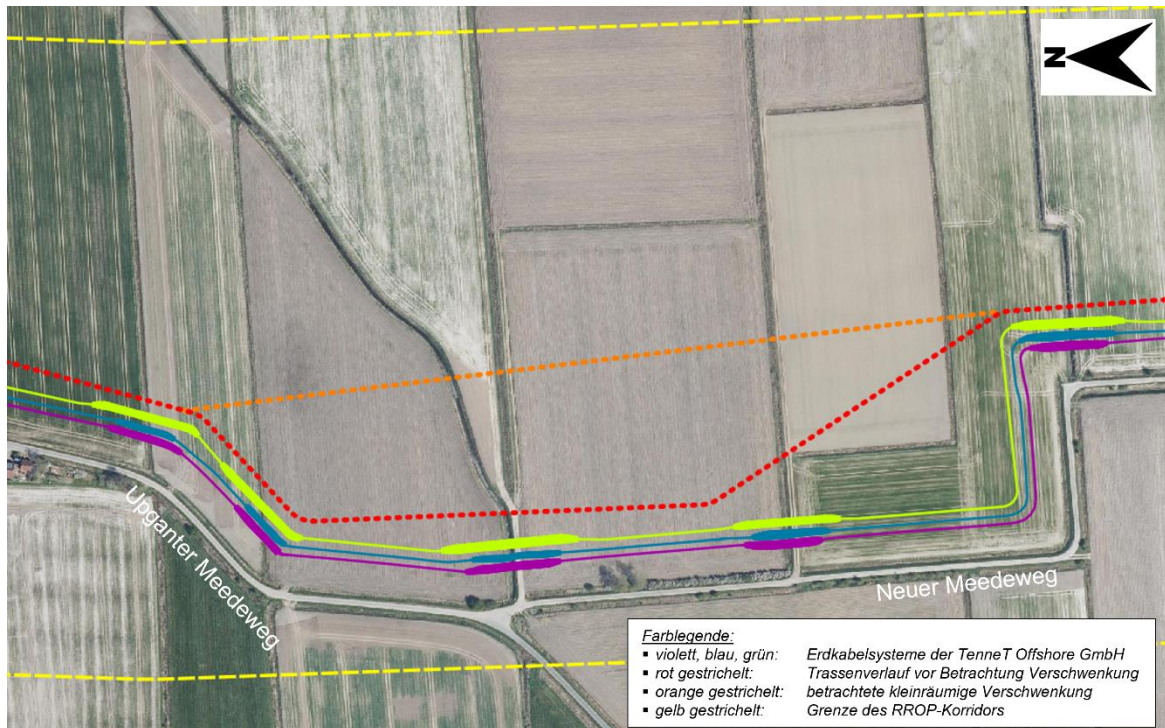 N
Upganter Meedeweg
Neuer Meedeweg
Farblegende:
▪ violett, blau, grün: Erdkabelsysteme der TenneT Offshore GmbH
▪ rot gestrichelt: Trassenverlauf vor Betrachtung Verschwenkung
▪ orange gestrichelt: betrachtete kleinräumige Verschwenkung
▪ gelb gestrichelt: Grenze des RROP-Korridors